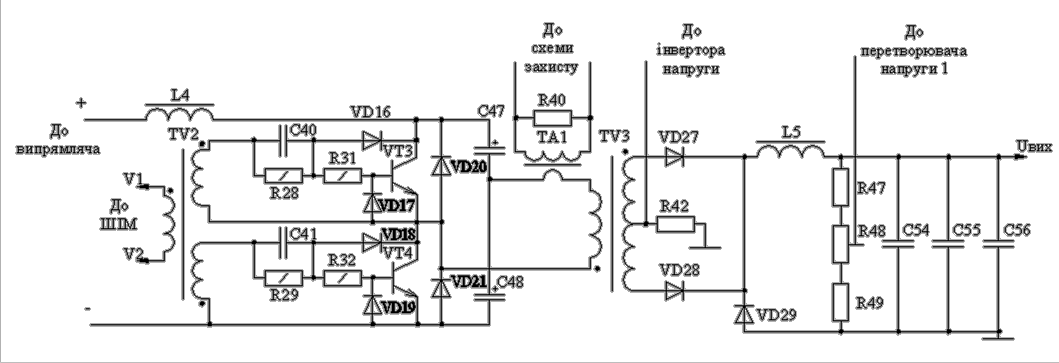 До
схеми
захисту
До
інвертора
напруги
До
перетворювача
напруги 1
+
L4
До
випрямляча
TV2
C40
VD16
C47
+
R40
TA1
TV3
VD27
L5
Uвих
R31
VT3
VD20
R28
VD17
V1
До
ШІМ
V2
R42
R47
C41
VD18
R32
VT4
R48
C54
C55
C56
VD28
R29
VD19
VD21
+
C48
VD29
R49
-